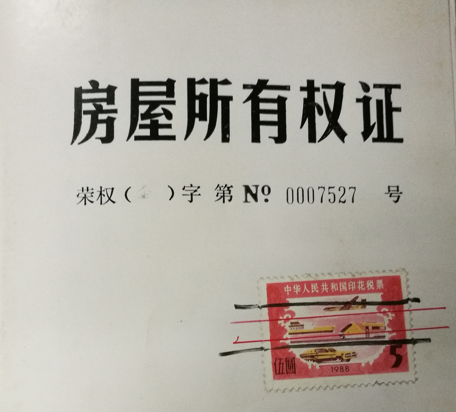 房屋所有权证
荣权( )字 第 Nº 0007527 号
中华人民共和国印花税票
伍圆 1988 5